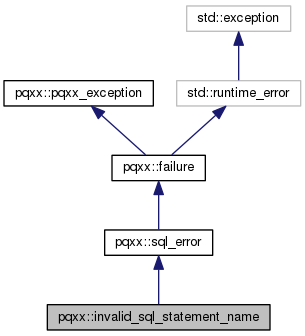 std::exception
pqxx::pqxx_exception
std::runtime_error
pqxx::failure
pqxx::sql_error
pqxx::invalid_sql_statement_name